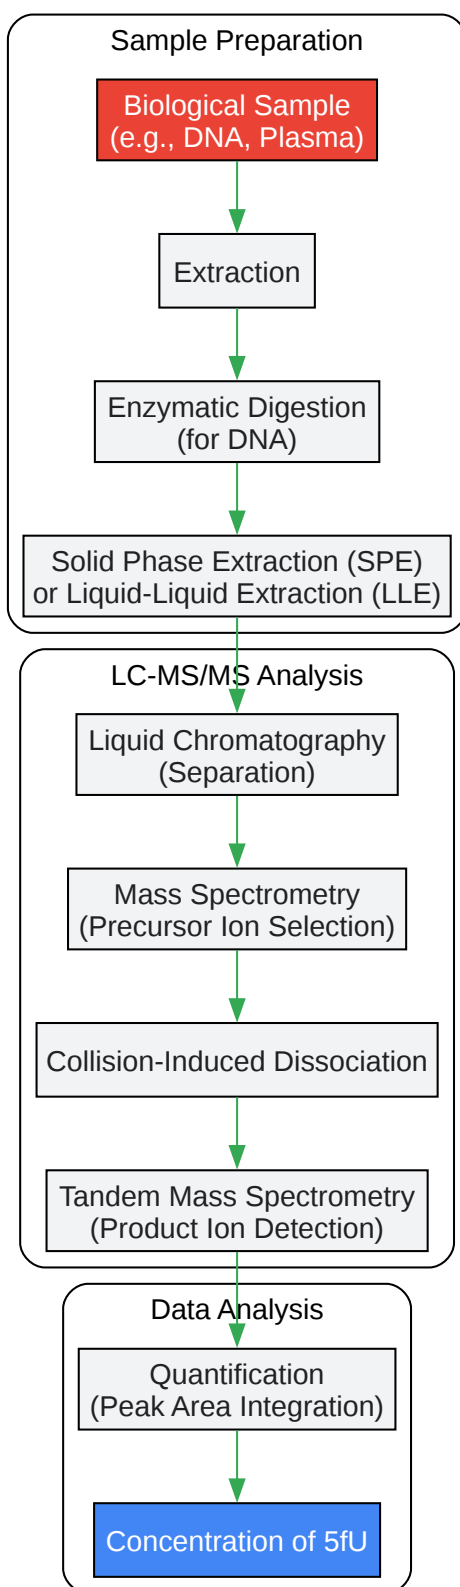 Sample Preparation
Biological Sample
(e.g., DNA, Plasma)
Extraction
Enzymatic Digestion
(for DNA)
Solid Phase Extraction (SPE)
or Liquid-Liquid Extraction (LLE)
LC-MS/MS Analysis
Liquid Chromatography
(Separation)
Mass Spectrometry
(Precursor Ion Selection)
Collision-Induced Dissociation
Tandem Mass Spectrometry
(Product Ion Detection)
Data Analysis
Quantification
(Peak Area Integration)
Concentration of 5fU